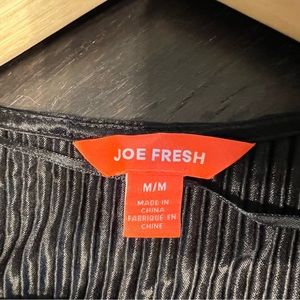 JOE FRESH
M/M
MADE IN
CHINA
FABRIQUÉ EN
CHINE